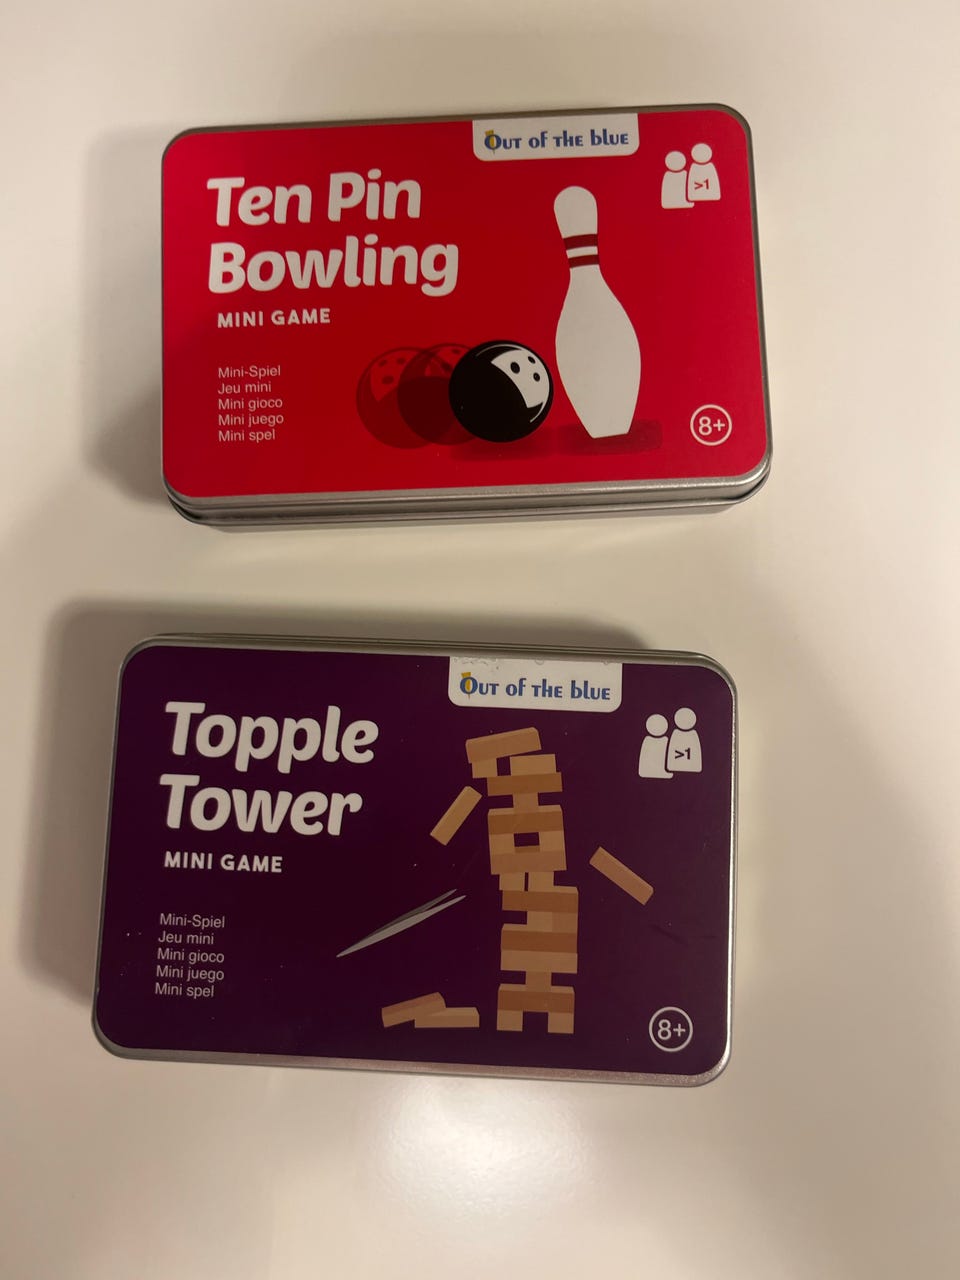 Out of the blue
Ten Pin
Bowling
MINI GAME
>1
Mini-Spiel
Jeu mini
Mini gioco
Mini juego
Mini spel
8+
Out of the blue
Topple
Tower
MINI GAME
>1
Mini-Spiel
Jeu mini
Mini gioco
Mini juego
Mini spel
8+